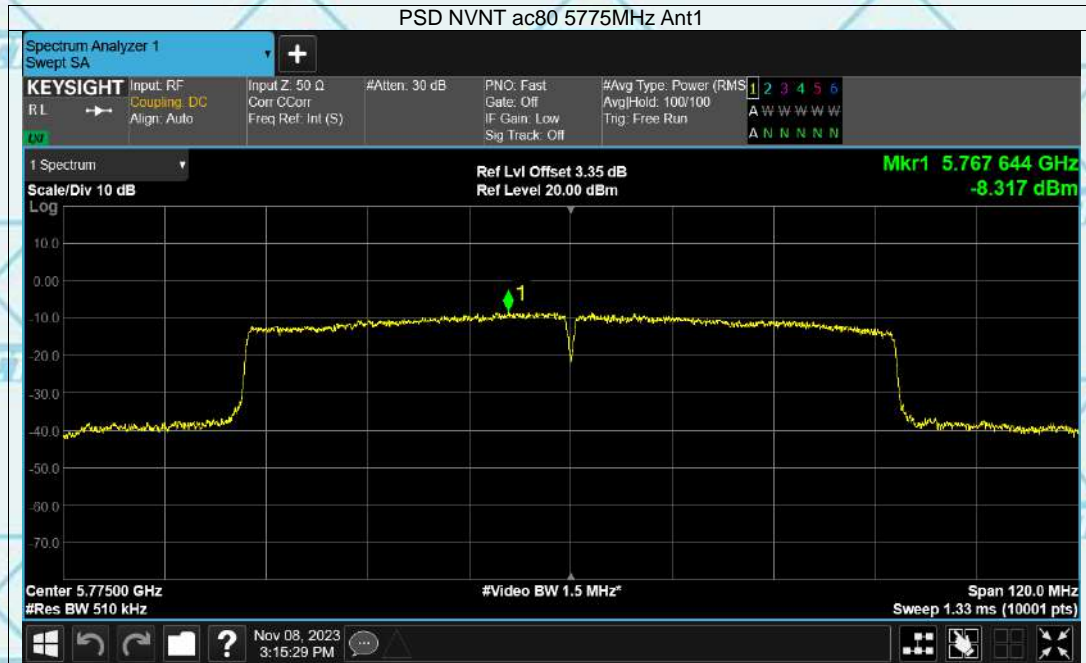 PSD NVNT ac80 5775MHz Ant1
Spectrum Analyzer 1
Swept SA
+
KEYSIGHT Input: RF Input Z: 50 Ω #Atten: 30 dB PNO: Fast #Avg Type: Power (RMS 1 2 3 4 5 6
R L Coupling: DC Corr CCorr Gate: Off Avg|Hold: 100/100 A W W W W W
Align: Auto Freq Ref: Int (S) IF Gain: Low Trig: Free Run
LXI Sig Track: Off A N N N N N
1 Spectrum Ref Lvl Offset 3.35 dB Mkr1 5.767 644 GHz
Scale/Div 10 dB Ref Level 20.00 dBm -8.317 dBm
Log
10.0
0.00
1
-10.0
-20.0
-30.0
-40.0
-50.0
-60.0
-70.0
Center 5.77500 GHz #Video BW 1.5 MHz* Span 120.0 MHz
#Res BW 510 kHz Sweep 1.33 ms (10001 pts)
? Nov 08, 2023
3:15:29 PM